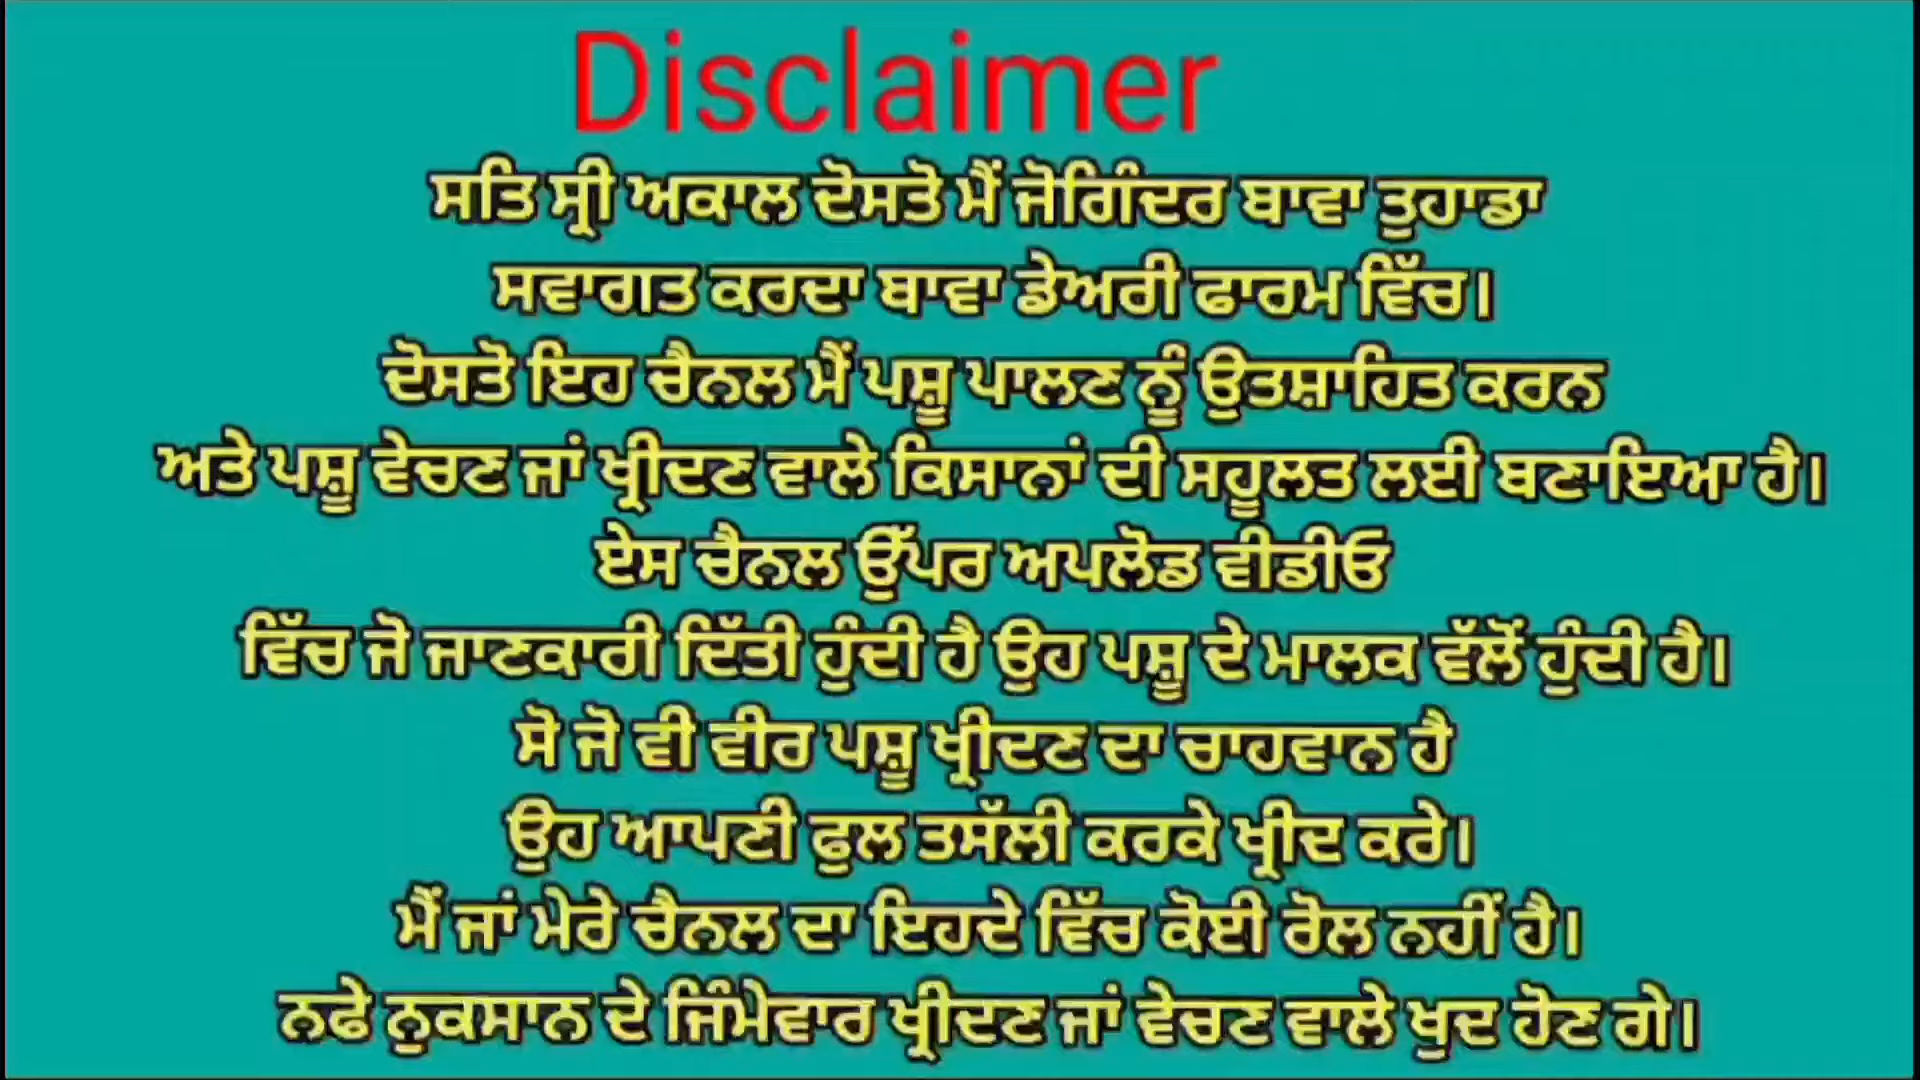 Disclaimer
ਸਤਿ ਸ੍ਰੀ ਅਕਾਲ ਦੋਸਤੋ ਮੈਂ ਜੋਗਿੰਦਰ ਬਾਵਾ ਤੁਹਾਡਾ
ਸਵਾਗਤ ਕਰਦਾ ਬਾਵਾ ਡੇਅਰੀ ਫਾਰਮ ਵਿੱਚ।
ਦੋਸਤੋ ਇਹ ਚੈਨਲ ਮੈਂ ਪਸ਼ੂ ਪਾਲਣ ਨੂੰ ਉਤਸ਼ਾਹਿਤ ਕਰਨ
ਅਤੇ ਪਸ਼ੂ ਵੇਚਣ ਜਾਂ ਖ੍ਰੀਦਣ ਵਾਲੇ ਕਿਸਾਨਾਂ ਦੀ ਸਹੂਲਤ ਲਈ ਬਣਾਇਆ ਹੈ।
ਏਸ ਚੈਨਲ ਉੱਪਰ ਅਪਲੋਡ ਵੀਡੀਓ
ਵਿੱਚ ਜੋ ਜਾਣਕਾਰੀ ਦਿੱਤੀ ਹੁੰਦੀ ਹੈ ਉਹ ਪਸ਼ੂ ਦੇ ਮਾਲਕ ਵੱਲੋਂ ਹੁੰਦੀ ਹੈ।
ਸੋ ਜੋ ਵੀ ਵੀਰ ਪਸ਼ੂ ਖ੍ਰੀਦਣ ਦਾ ਚਾਹਵਾਨ ਹੈ
ਉਹ ਆਪਣੀ ਫੁਲ ਤਸੱਲੀ ਕਰਕੇ ਖ੍ਰੀਦ ਕਰੇ।
ਮੈਂ ਜਾਂ ਮੇਰੇ ਚੈਨਲ ਦਾ ਇਹਦੇ ਵਿੱਚ ਕੋਈ ਰੋਲ ਨਹੀਂ ਹੈ।
ਨਫੇ ਨੁਕਸਾਨ ਦੇ ਜਿੰਮੇਵਾਰ ਖ੍ਰੀਦਣ ਜਾਂ ਵੇਚਣ ਵਾਲੇ ਖੁਦ ਹੋਣ ਗੇ।